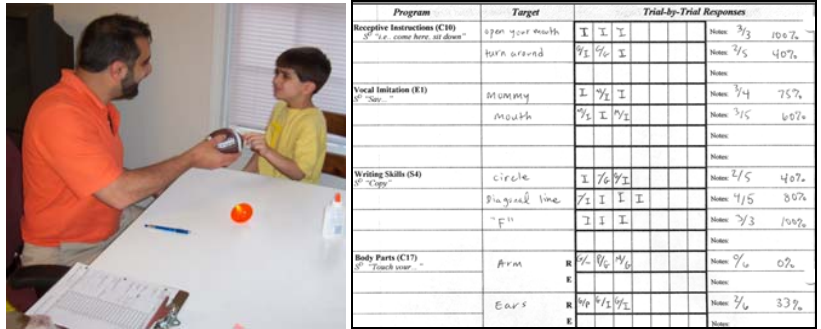 Program Target Trial-by-Trial Responses
Receptive Instructions (C10) open your mouth I I I Notes: 3/3 100%
S^D "i.e. come here, sit down"
turn around I Notes: 2/5 40%
Notes:
Vocal Imitation (E1) mommy I I Notes: 3/4 75%
S^D "Say..."
mouth I Notes: 3/5 60%
Notes:
Notes:
Writing Skills (S4) circle I Notes: 2/5 40%
S^D "Copy"
Diagonal line I I I Notes: 4/5 80%
"F" I I I Notes: 3/3 100%
Notes:
Body Parts (C17) Arm R Notes: 0/6 0%
S^D "Touch your..."
E Notes:
Ears R Notes: 2/6 33%
E Notes: